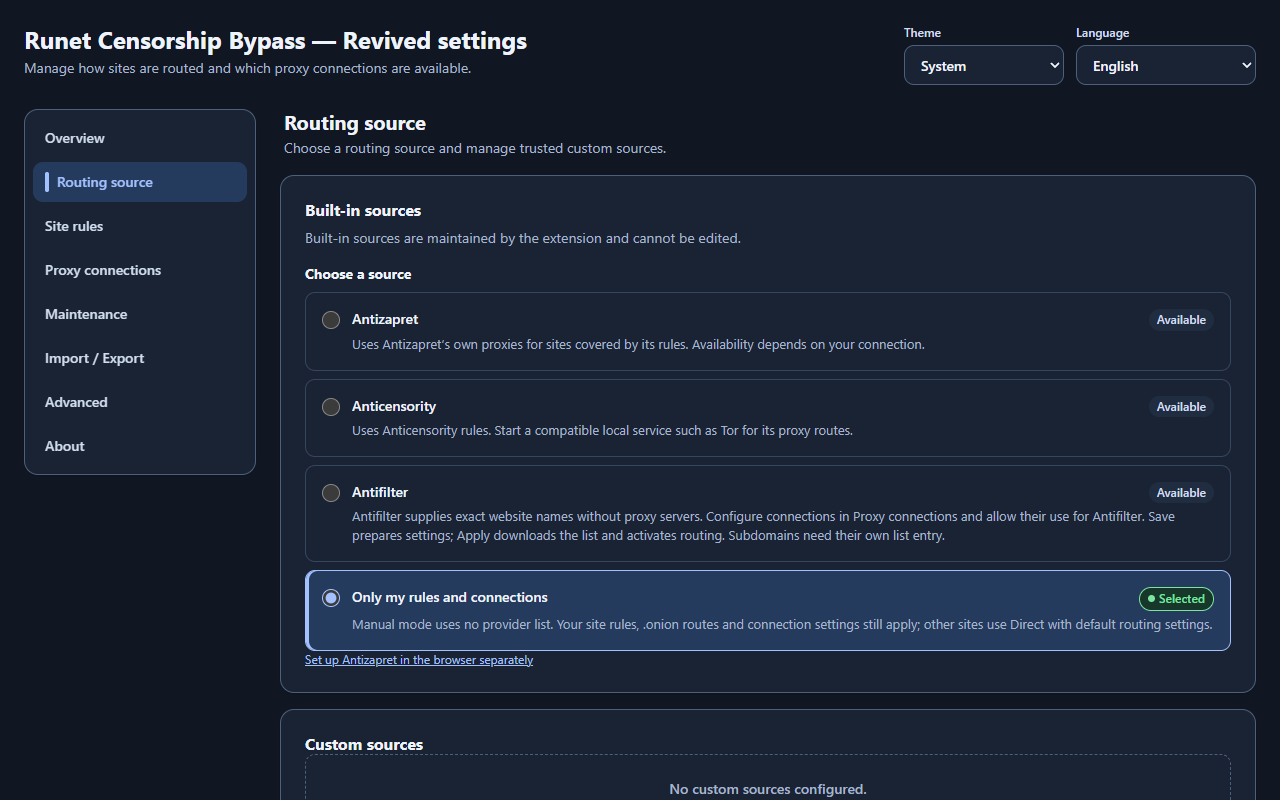 Runet Censorship Bypass — Revived settings
Manage how sites are routed and which proxy connections are available.
Theme
System
Language
English
Overview
Routing source
Site rules
Proxy connections
Maintenance
Import / Export
Advanced
About
Routing source
Choose a routing source and manage trusted custom sources.
Built-in sources
Built-in sources are maintained by the extension and cannot be edited.
Choose a source
Antizapret
Available
Uses Antizapret's own proxies for sites covered by its rules. Availability depends on your connection.
Anticensority
Available
Uses Anticensority rules. Start a compatible local service such as Tor for its proxy routes.
Antifilter
Available
Antifilter supplies exact website names without proxy servers. Configure connections in Proxy connections and allow their use for Antifilter. Save
prepares settings; Apply downloads the list and activates routing. Subdomains need their own list entry.
Only my rules and connections
Selected
Manual mode uses no provider list. Your site rules, .onion routes and connection settings still apply; other sites use Direct with default routing settings.
Set up Antizapret in the browser separately
Custom sources
No custom sources configured.